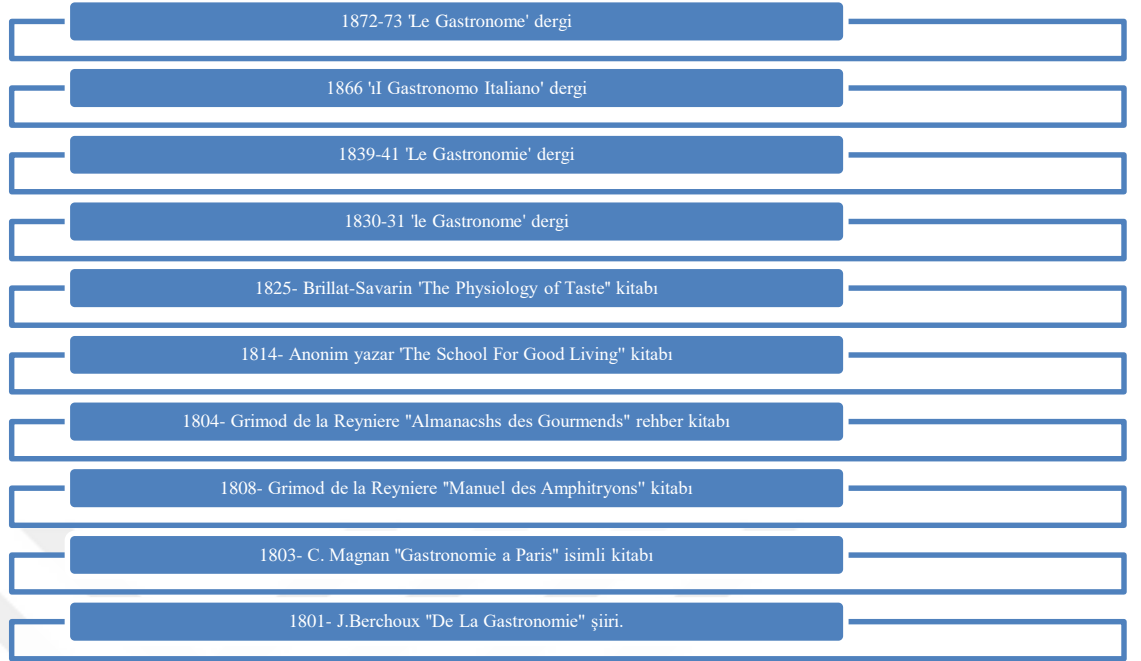 1872-73 'Le Gastronome' dergi
1866 'ıI Gastronomo Italiano' dergi
1839-41 'Le Gastronomie' dergi
1830-31 'le Gastronome' dergi
1825- Brillat-Savarin 'The Physiology of Taste" kitabı
1814- Anonim yazar 'The School For Good Living" kitabı
1804- Grimod de la Reyniere "Almanacshs des Gourmends" rehber kitabı
1808- Grimod de la Reyniere "Manuel des Amphitryons" kitabı
1803- C. Magnan "Gastronomie a Paris" isimli kitabı
1801- J.Berchoux "De La Gastronomie" şiiri.